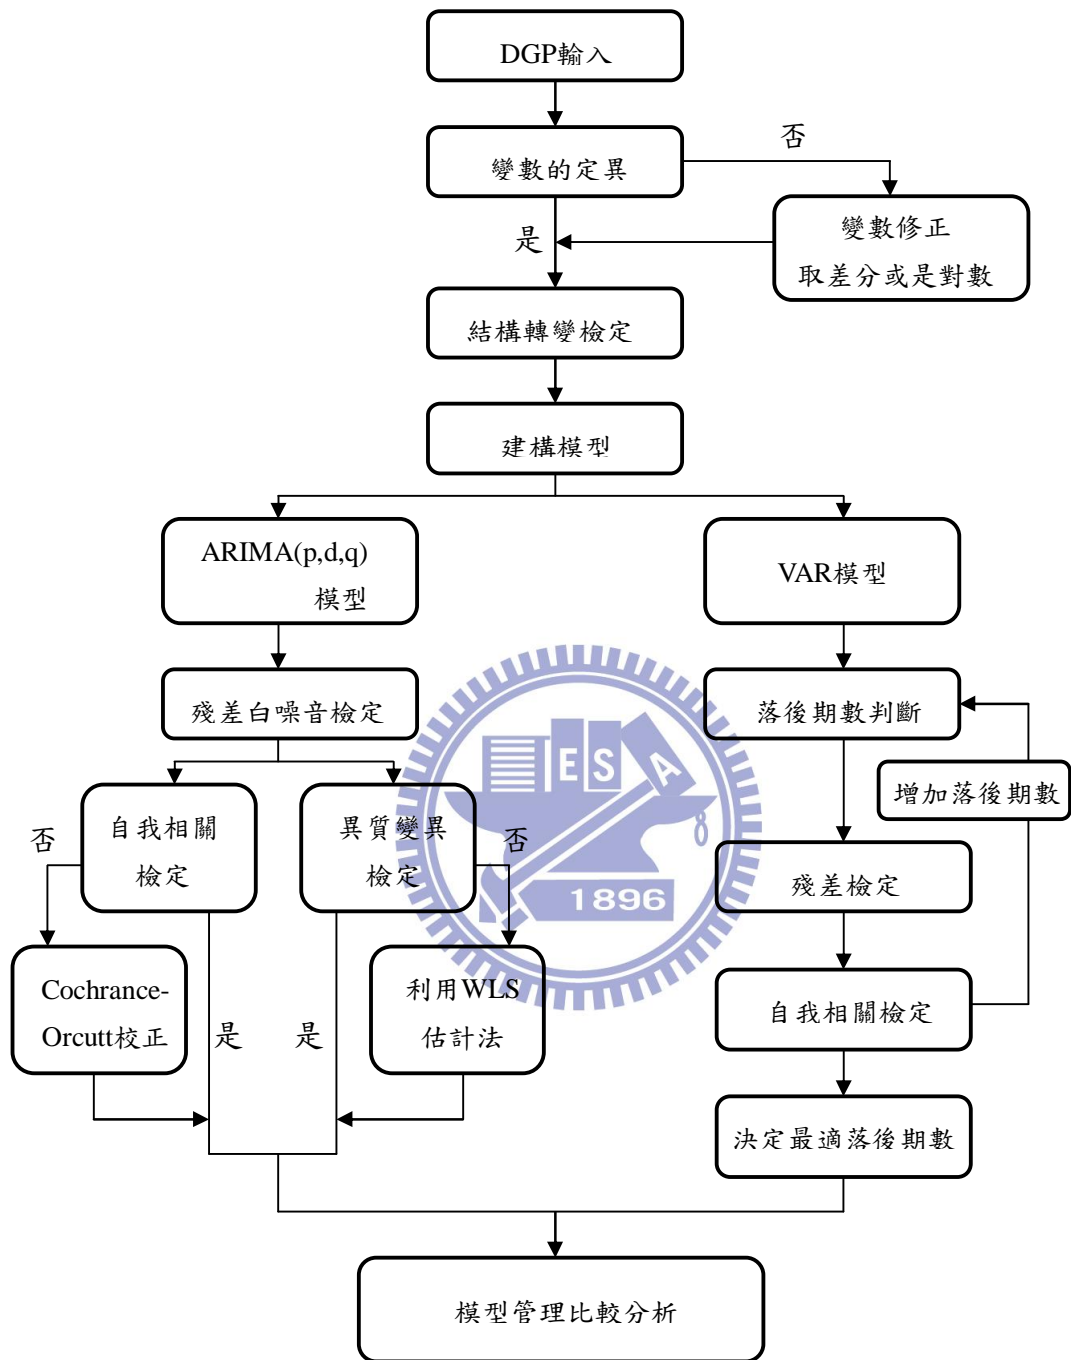 DGP輸入
變數的定異
否
變數修正
取差分或是對數
是
結構轉變檢定
建構模型
ARIMA(p,d,q)
模型
VAR模型
殘差白噪音檢定
落後期數判斷
增加落後期數
自我相關
檢定
否
異質變異
檢定
否
殘差檢定
Cochrance-
Orcutt校正
是
是
利用WLS
估計法
自我相關檢定
決定最適落後期數
模型管理比較分析
E S A
1896